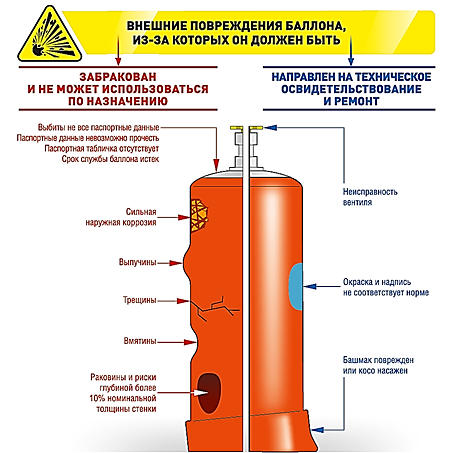 ВНЕШНИЕ ПОВРЕЖДЕНИЯ БАЛЛОНА,
ИЗ-ЗА КОТОРЫХ ОН ДОЛЖЕН БЫТЬ
ЗАБРАКОВАН
И НЕ МОЖЕТ ИСПОЛЬЗОВАТЬСЯ
ПО НАЗНАЧЕНИЮ
НАПРАВЛЕН НА ТЕХНИЧЕСКОЕ
ОСВИДЕТЕЛЬСТВОВАНИЕ
И РЕМОНТ
Выбиты не все паспортные данные
Паспортные данные невозможно прочесть
Паспортная табличка отсутствует
Срок службы баллона истек
Неисправность
вентиля
Сильная
наружная коррозия
Выпучины
Окраска и надпись
не соответствует норме
Трещины
Вмятины
Башмак поврежден
или косо насажен
Раковины и риски
глубиной более
10% номинальной
толщины стенки